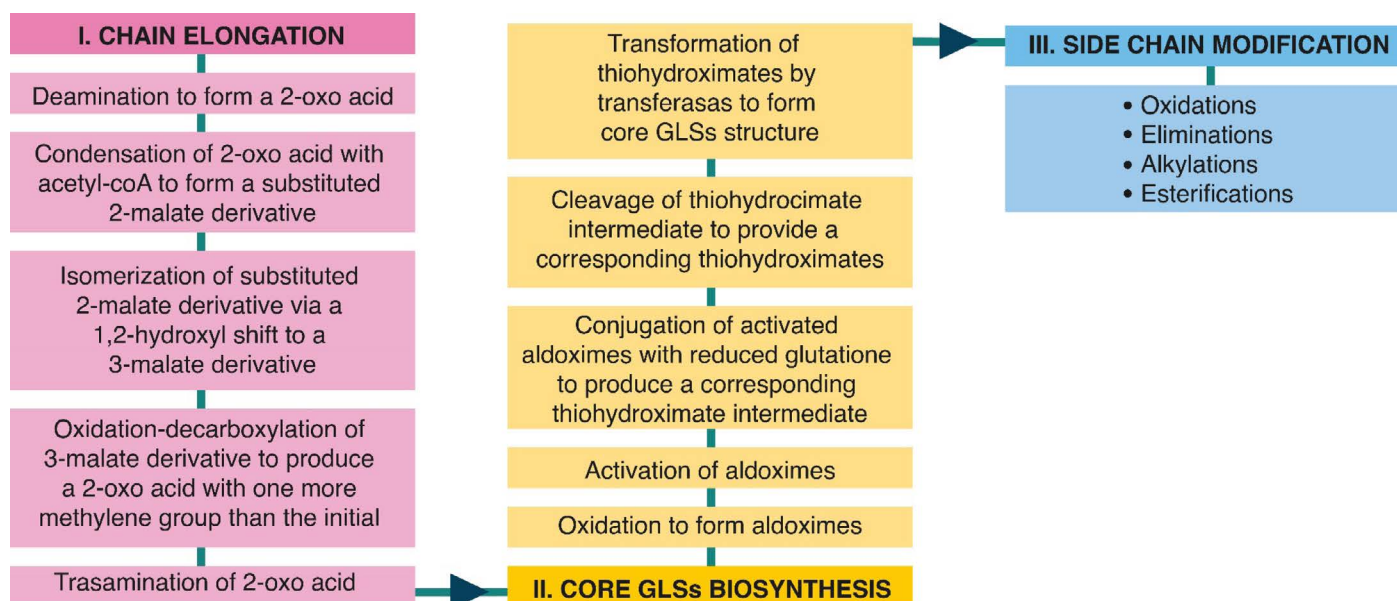 I. CHAIN ELONGATION
Deamination to form a 2-oxo acid
Condensation of 2-oxo acid with
acetyl-coA to form a substituted
2-malate derivative
Isomerization of substituted
2-malate derivative via a
1,2-hydroxyl shift to a
3-malate derivative
Oxidation-decarboxylation of
3-malate derivative to produce
a 2-oxo acid with one more
methylene group than the initial
Trasamination of 2-oxo acid
II. CORE GLSs BIOSYNTHESIS
Oxidation to form aldoximes
Activation of aldoximes
Conjugation of activated
aldoximes with reduced glutatione
to produce a corresponding
thiohydroximate intermediate
Cleavage of thiohydrocimate
intermediate to provide a
corresponding thiohydroximates
Transformation of
thiohydroximates by
transferasas to form
core GLSs structure
III. SIDE CHAIN MODIFICATION
• Oxidations
• Eliminations
• Alkylations
• Esterifications